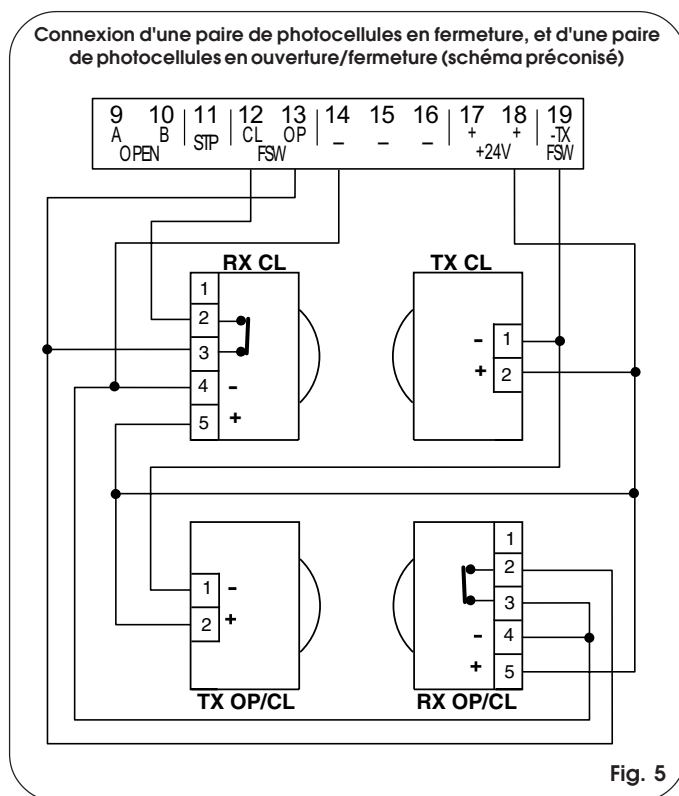 Connexion d'une paire de photocellules en fermeture, et d'une paire
de photocellules en ouverture/fermeture (schéma préconisé)
9 10 11 12 13 14 15 16 17 18 19
A B STP CL OP – – – + + -TX
OPEN FSW +24V FSW
RX CL TX CL
1
2
3
4 -
5 +
- 1
+ 2
1 -
2 +
1
2
3
- 4
+ 5
TX OP/CL RX OP/CL
Fig. 5